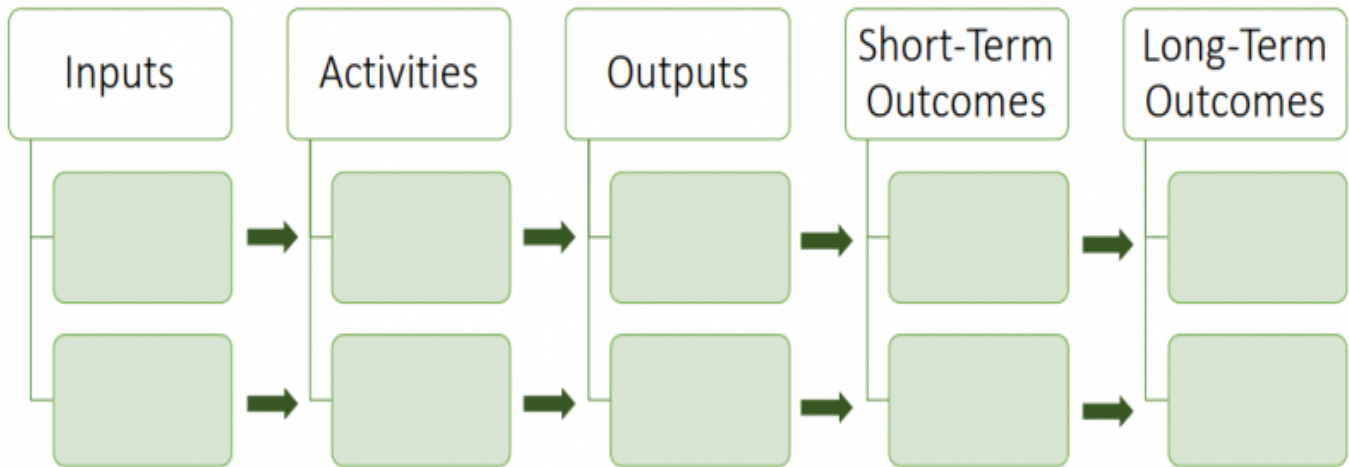 Inputs
Activities
Outputs
Short-Term
Outcomes
Long-Term
Outcomes